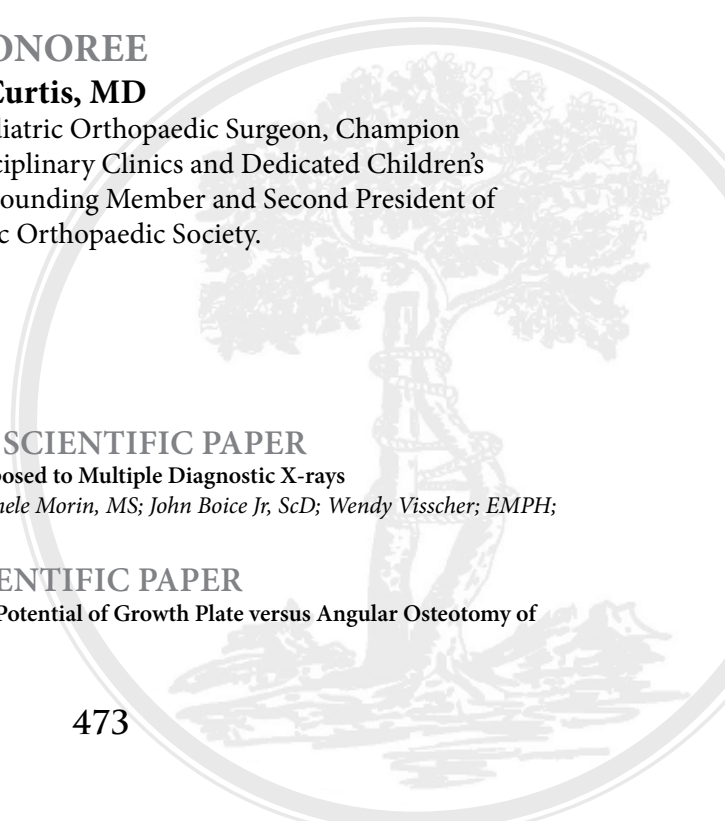 ONOREE
Curtis, MD
diatric Orthopaedic Surgeon, Champion
ciplinary Clinics and Dedicated Children’s
ounding Member and Second President of
ic Orthopaedic Society.
SCIENTIFIC PAPER
posed to Multiple Diagnostic X-rays
hele Morin, MS; John Boice Jr, ScD; Wendy Visscher; EMPH;
ENTIFIC PAPER
Potential of Growth Plate versus Angular Osteotomy of
473